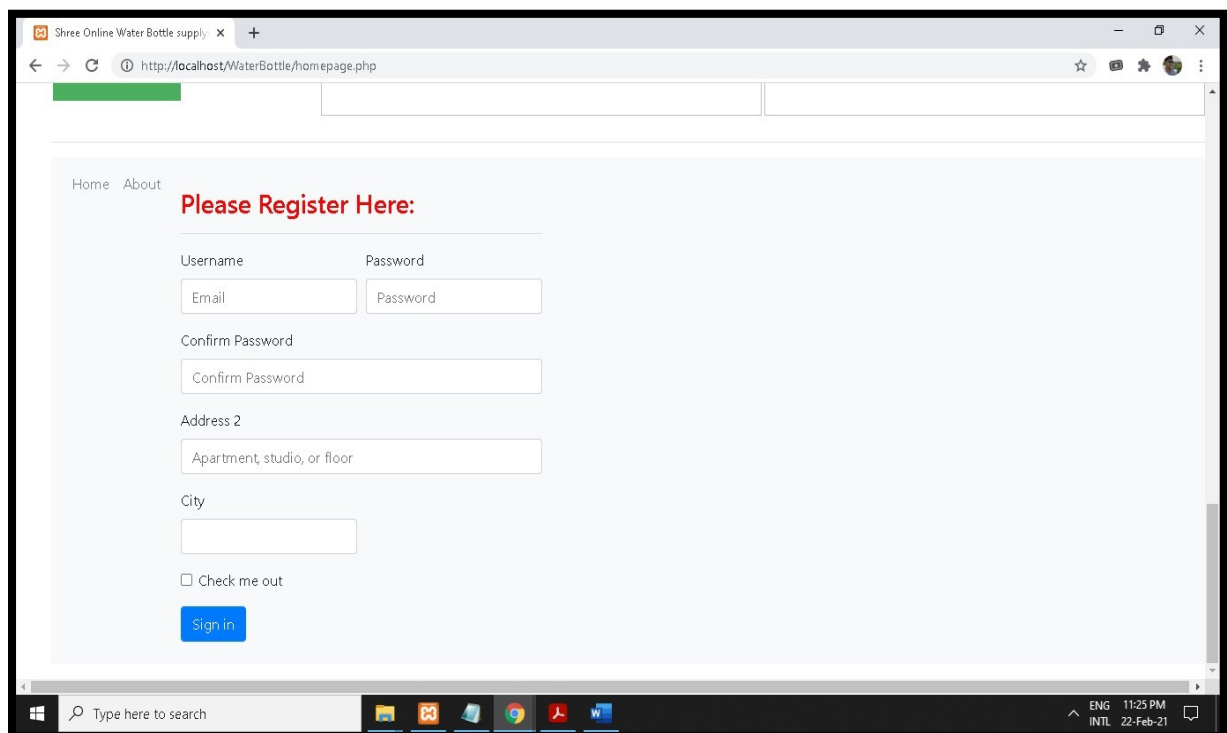 Shree Online Water Bottle supply
http://localhost/WaterBottle/homepage.php
Home About
Please Register Here:
Username Password
Email Password
Confirm Password
Confirm Password
Address 2
Apartment, studio, or floor
City
Check me out
Sign in
Type here to search
ENG 11:25 PM
INTL 22-Feb-21